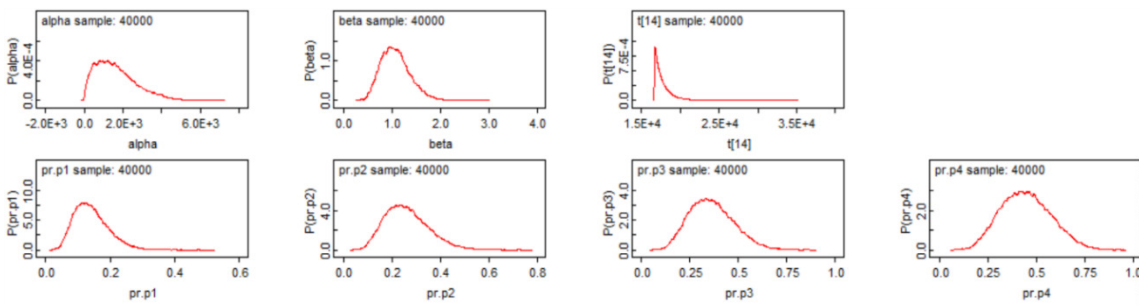 alpha sample: 40000
P(alpha)
0.0 4.0E-4
-2.0E+3 0.0 2.0E+3 6.0E+3
alpha
beta sample: 40000
P(beta)
0.0 1.0
0.0 1.0 2.0 3.0 4.0
beta
t[14] sample: 40000
P(t[14])
0.0 7.5E-4
1.5E+4 2.5E+4 3.5E+4
t[14]
pr.p1 sample: 40000
P(pr.p1)
0.0 5.0 10.0
0.0 0.2 0.4 0.6
pr.p1
pr.p2 sample: 40000
P(pr.p2)
0.0 4.0
0.0 0.2 0.4 0.6 0.8
pr.p2
pr.p3 sample: 40000
P(pr.p3)
0.0 2.0 4.0
0.0 0.25 0.5 0.75 1.0
pr.p3
pr.p4 sample: 40000
P(pr.p4)
0.0 2.0
0.0 0.25 0.5 0.75 1.0
pr.p4